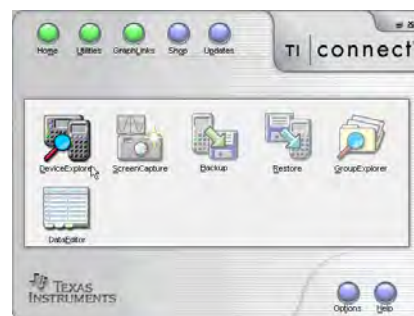 Home Utilities GraphLinks Shop Updates
TI connect
DeviceExplorer ScreenCapture Backup Restore GroupExplorer
DataEditor
TEXAS
INSTRUMENTS
Options Help